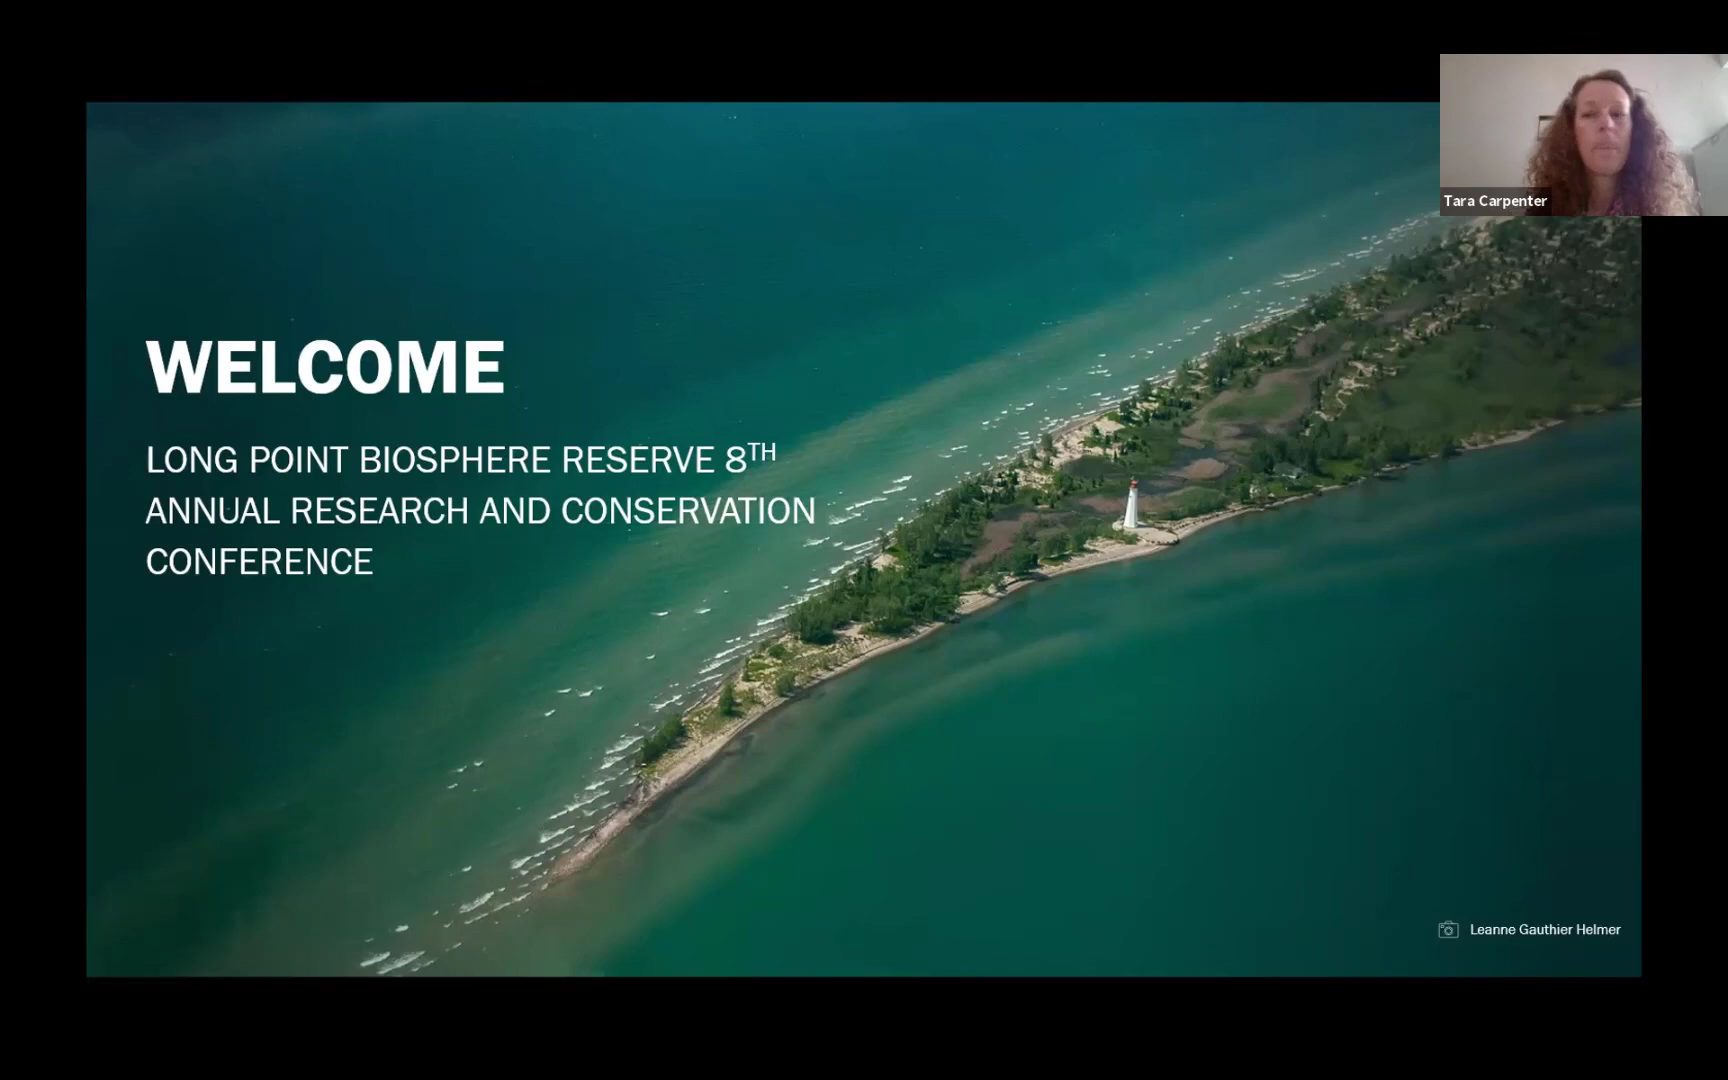 Tara Carpenter
WELCOME
LONG POINT BIOSPHERE RESERVE 8TH
ANNUAL RESEARCH AND CONSERVATION
CONFERENCE
Leanne Gauthier Helmer